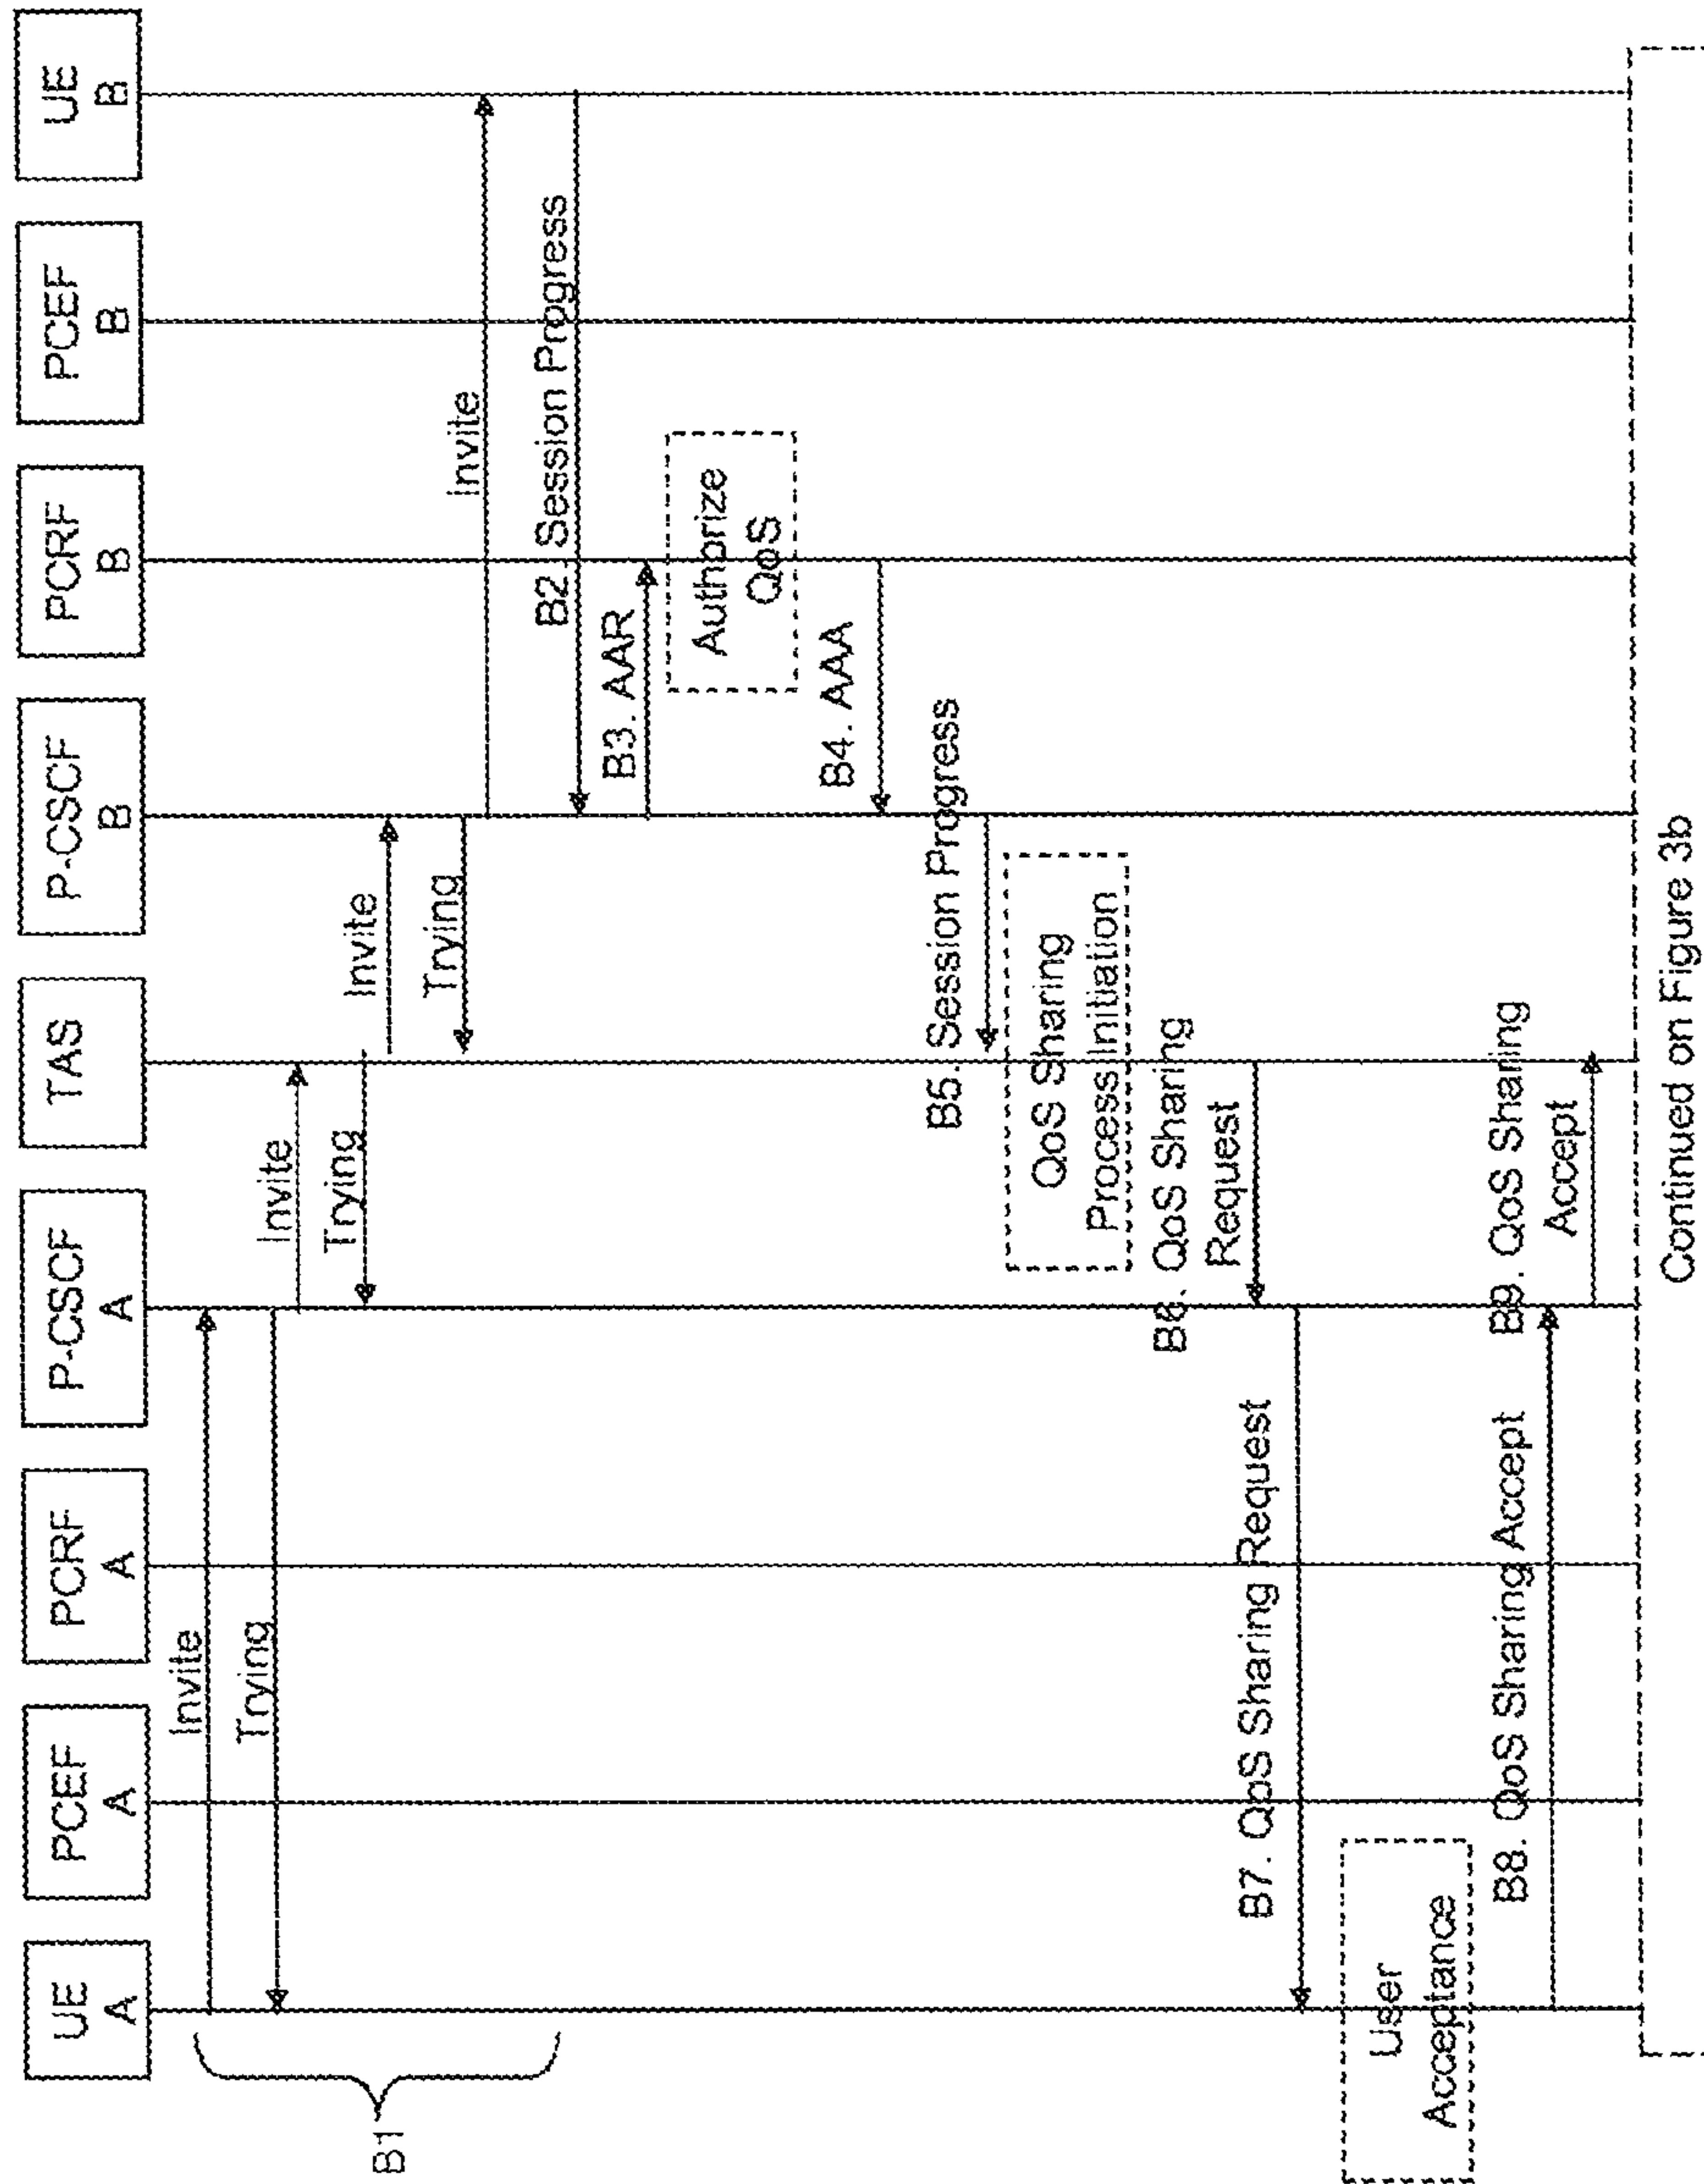 UE
A
PCEF
A
PCRF
A
P-CSCF
A
TAS
P-CSCF
B
PCRF
B
PCEF
B
UE
B
B1
Invite
Trying
Invite
Trying
Invite
Trying
Invite
B2. Session Progress
B3. AAR
Authorize
QoS
B4. AAA
B5. Session Progress
QoS Sharing
Process Initiation
B6. QoS Sharing
Request
B7. QoS Sharing Request
User
Acceptance
B8. QoS Sharing Accept
B9. QoS Sharing
Accept
Continued on Figure 3b